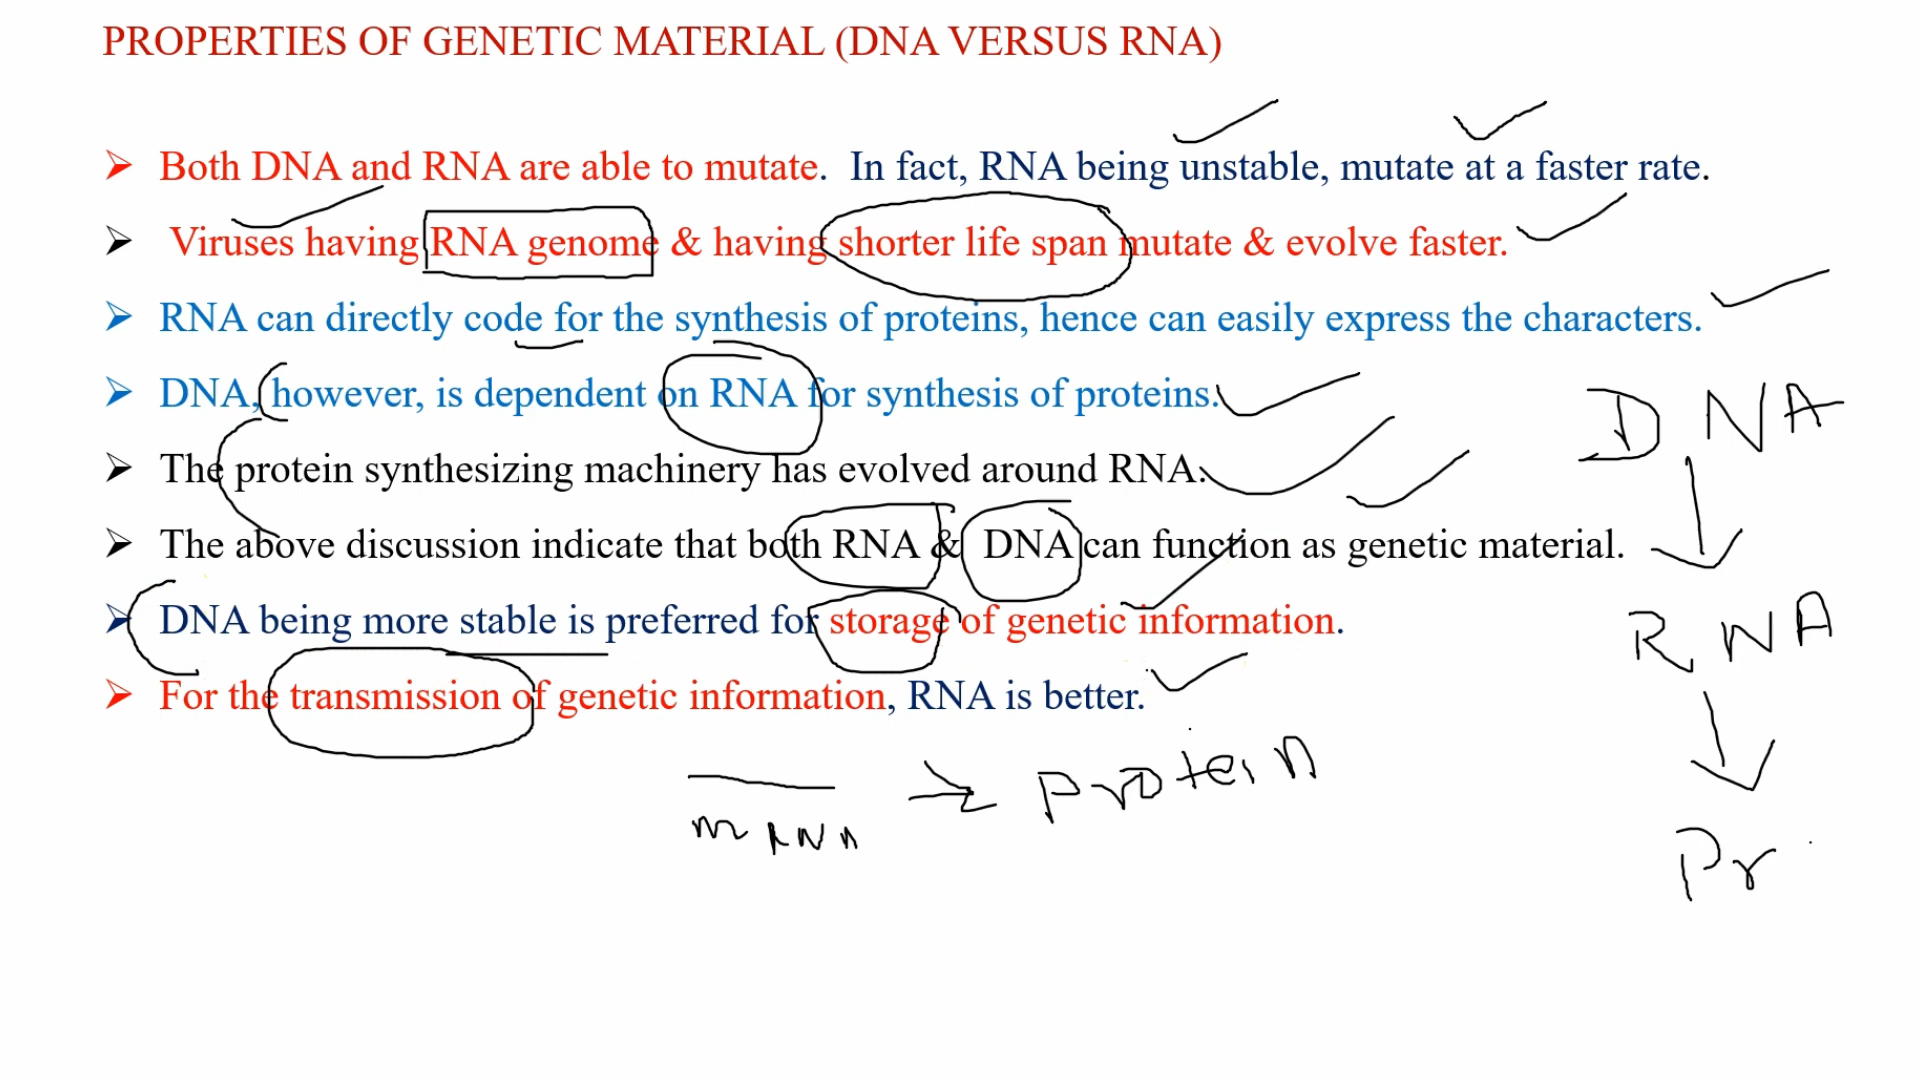 PROPERTIES OF GENETIC MATERIAL (DNA VERSUS RNA)
➢ Both DNA and RNA are able to mutate. In fact, RNA being unstable, mutate at a faster rate.
➢ Viruses having RNA genome & having shorter life span mutate & evolve faster.
➢ RNA can directly code for the synthesis of proteins, hence can easily express the characters.
➢ DNA, however, is dependent on RNA for synthesis of proteins.
➢ The protein synthesizing machinery has evolved around RNA.
➢ The above discussion indicate that both RNA & DNA can function as genetic material.
➢ DNA being more stable is preferred for storage of genetic information.
➢ For the transmission of genetic information, RNA is better.
mRNA → Protein
DNA
↓
RNA
↓
Pr